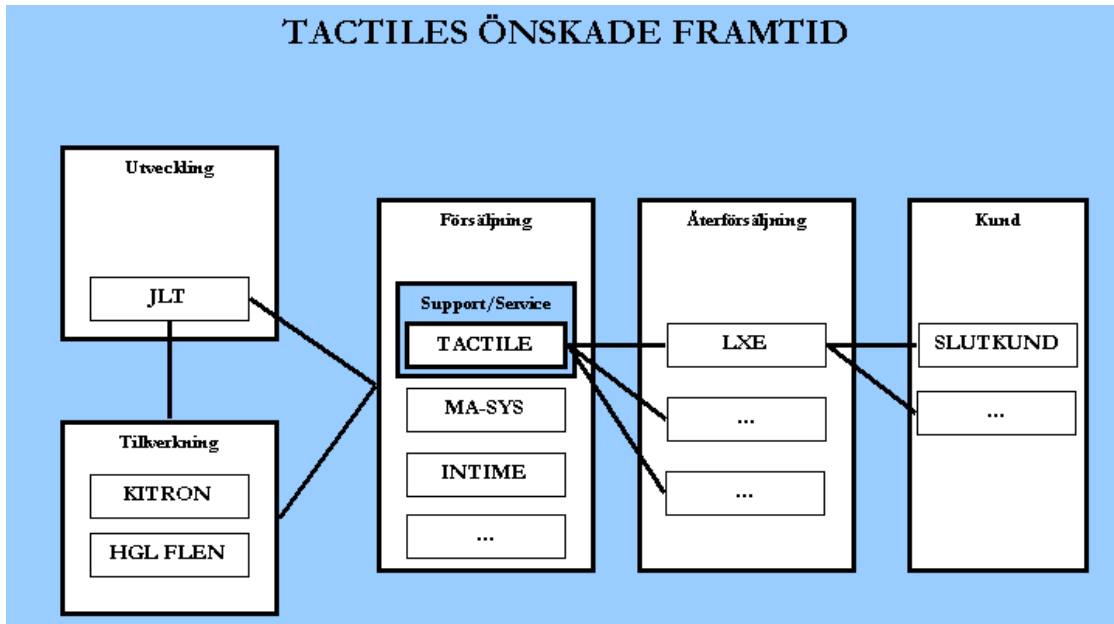 TACTILES ÖNSKADE FRAMTID
Utveckling
JLT
Tillverkning
KITRON
HGL FLEN
Försäljning
Support/Service
TACTILE
MA-SYS
INTIME
...
Återförsäljning
LXE
...
...
Kund
SLUTKUND
...